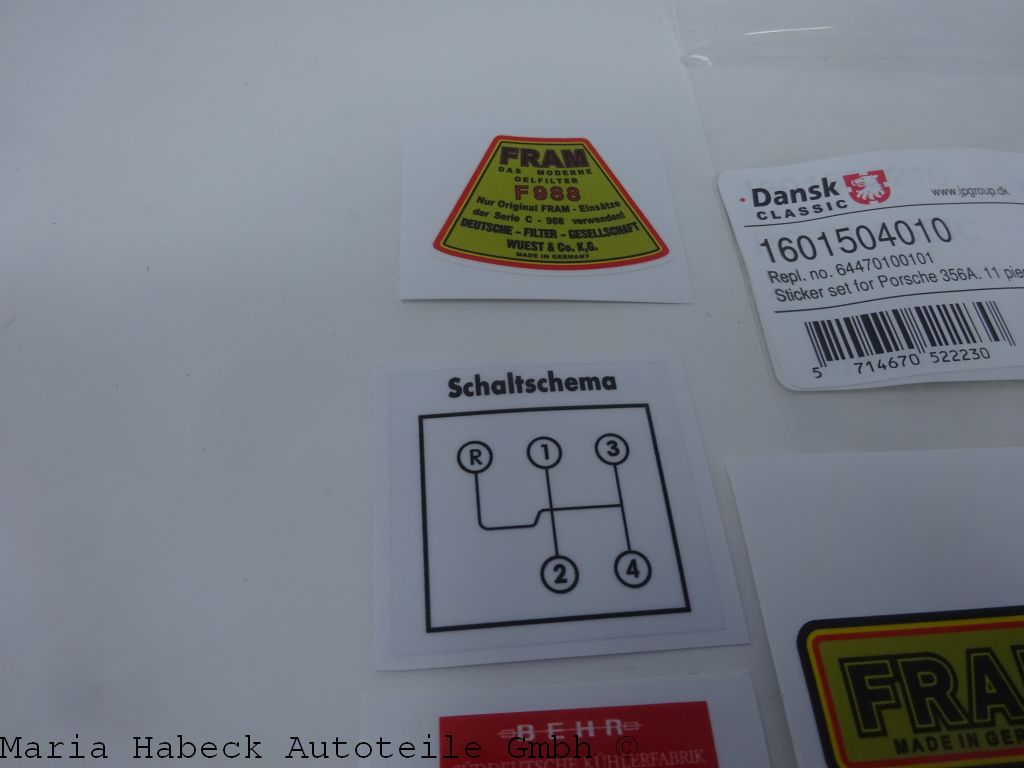 FRAM
DAS MODERNE
OELFILTER
F988
Nur Original FRAM - Einsätze
der Serie C - 988 verwenden!
DEUTSCHE - FILTER - GESELLSCHAFT
WUEST & Co. K,G.
MADE IN GERMANY
Dansk
CLASSIC
www.jpgroup.dk
1601504010
Repl. no. 64470100101
Sticker set for Porsche 356A. 11
5 714670 522230
Schaltschema
R 1 3
2 4
FRA
MADE IN
BEHR
SÜDDEUTSCHE KÜHLERFABRIK
Maria Habeck Autoteile Gmbh ©